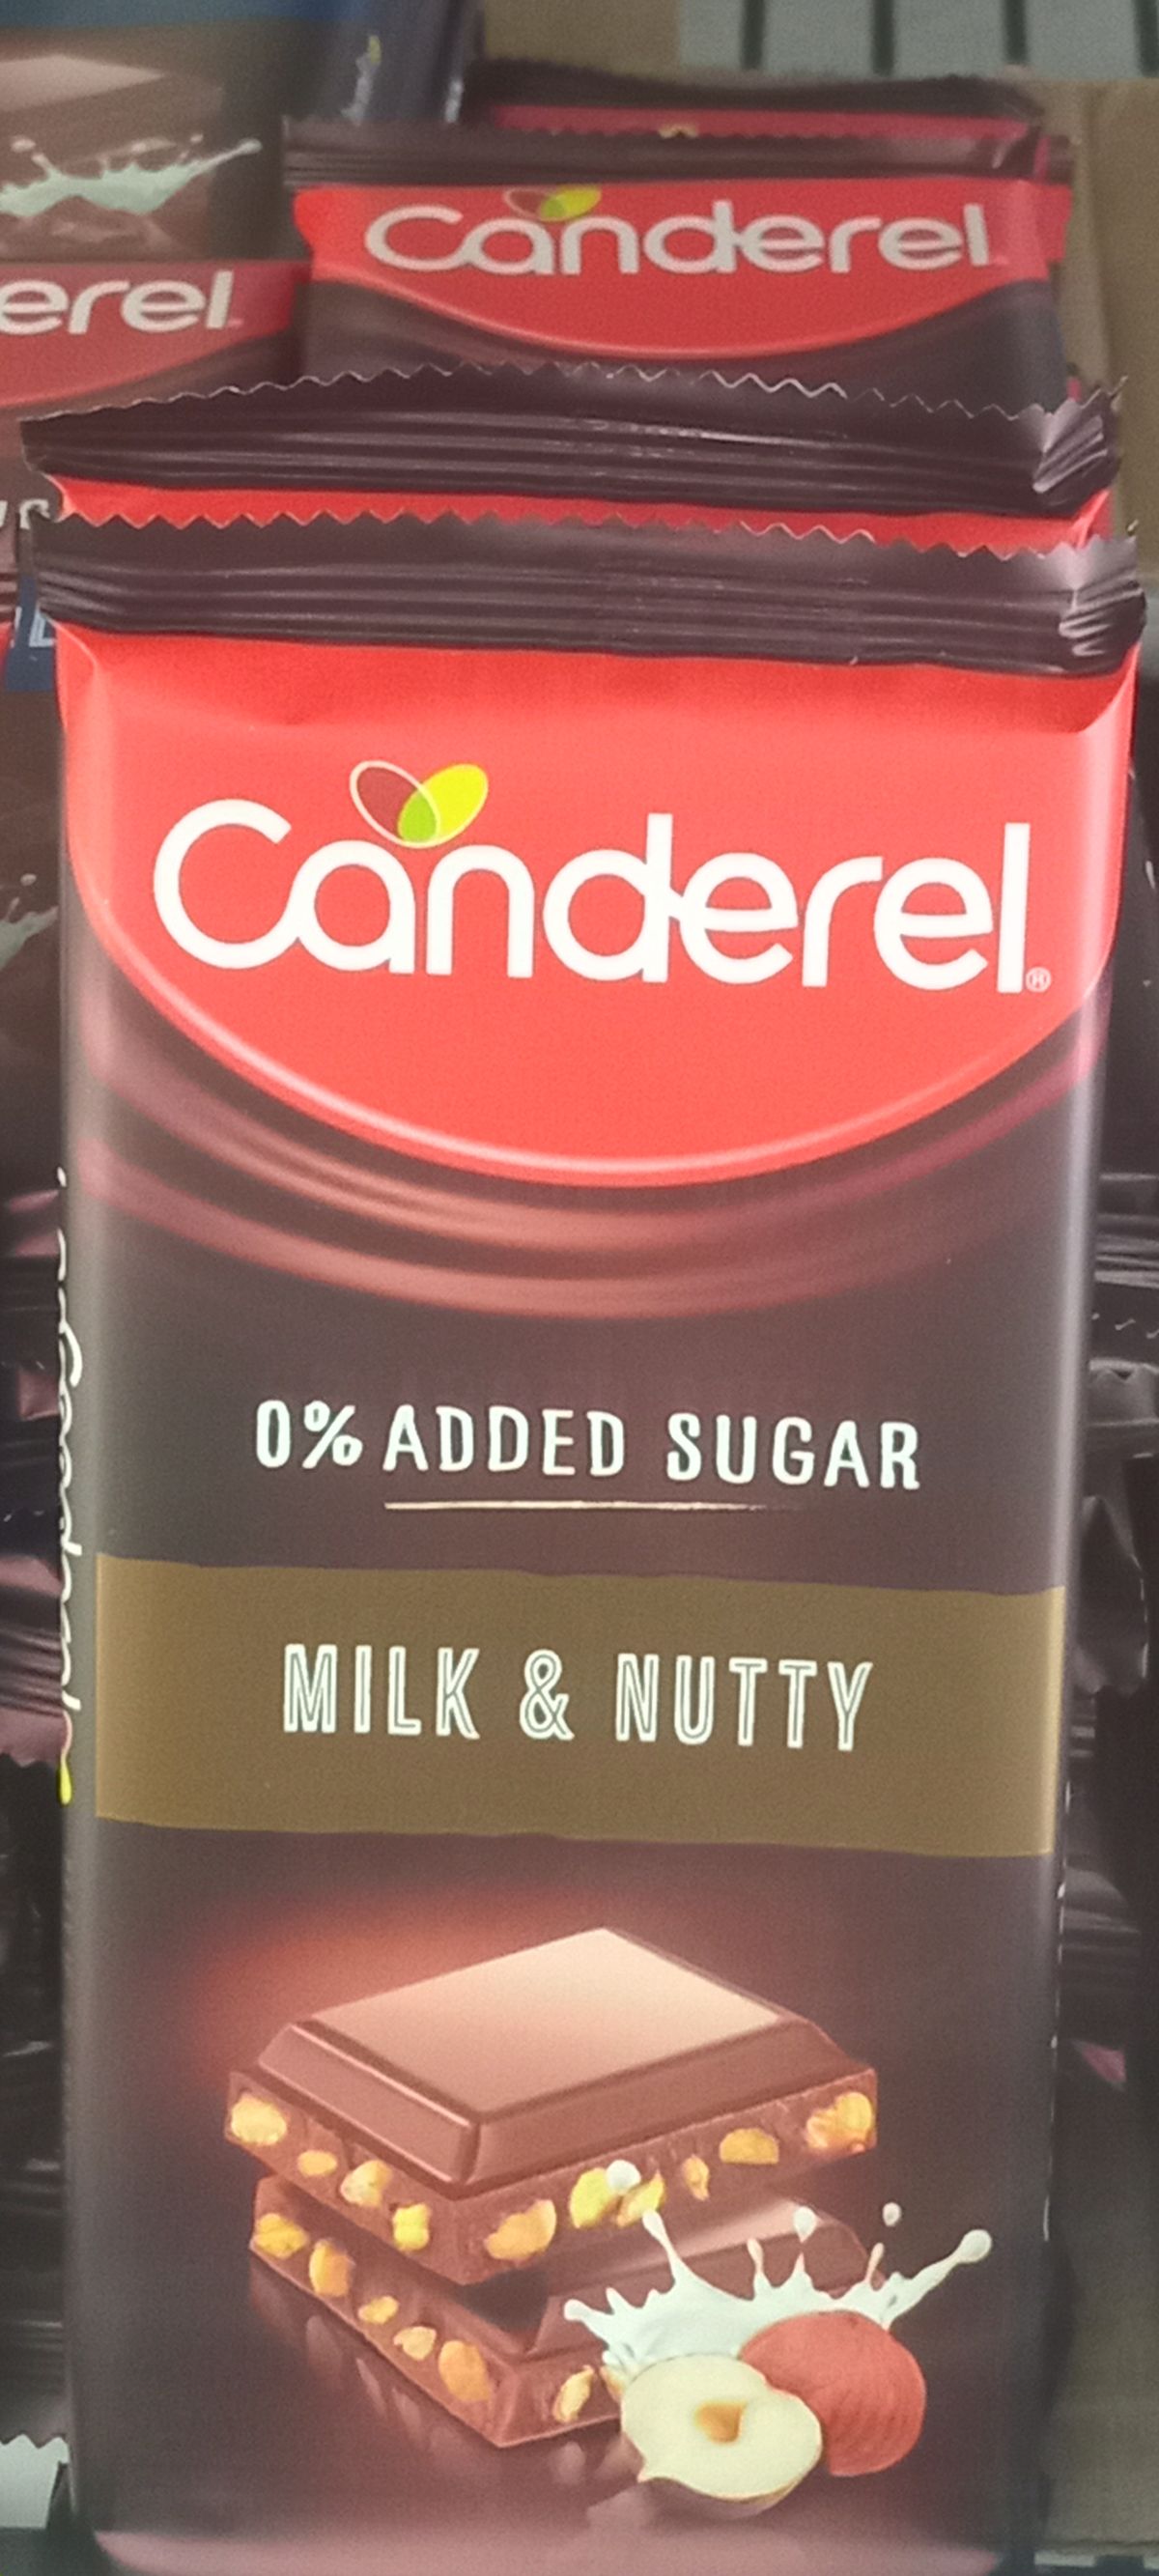 Canderel
erel
Canderel®
0% ADDED SUGAR
MILK & NUTTY